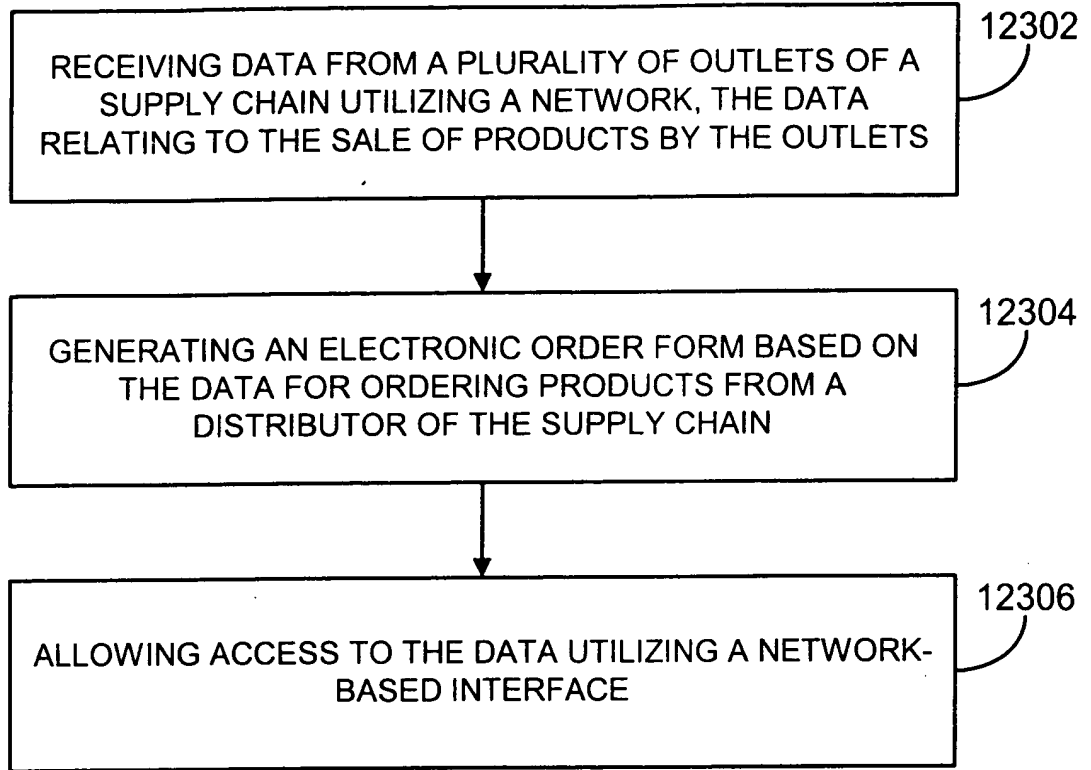 12302
RECEIVING DATA FROM A PLURALITY OF OUTLETS OF A
SUPPLY CHAIN UTILIZING A NETWORK, THE DATA
RELATING TO THE SALE OF PRODUCTS BY THE OUTLETS
12304
GENERATING AN ELECTRONIC ORDER FORM BASED ON
THE DATA FOR ORDERING PRODUCTS FROM A
DISTRIBUTOR OF THE SUPPLY CHAIN
12306
ALLOWING ACCESS TO THE DATA UTILIZING A NETWORK-
BASED INTERFACE